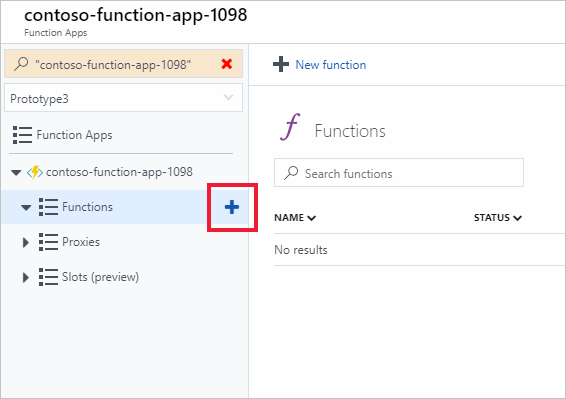 contoso-function-app-1098
Function Apps
"contoso-function-app-1098"
Prototype3
Function Apps
contoso-function-app-1098
Functions
Proxies
Slots (preview)
New function
Functions
Search functions
NAME STATUS
No results